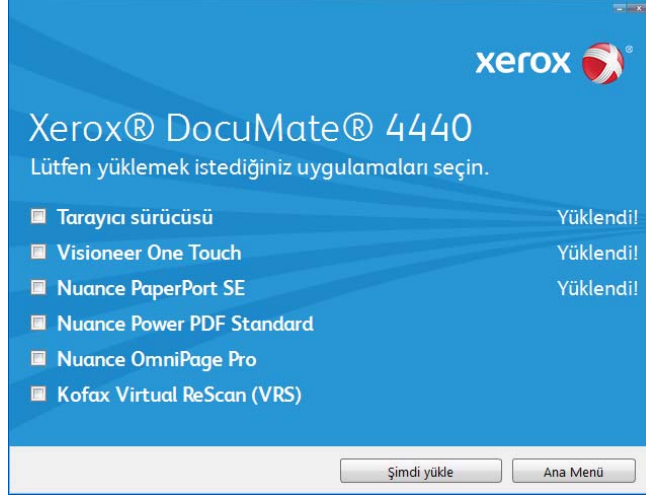 xerox ®
Xerox® DocuMate® 4440
Lütfen yüklemek istediğiniz uygulamaları seçin.
Tarayıcı sürücüsü Yüklendi!
Visioneer One Touch Yüklendi!
Nuance PaperPort SE Yüklendi!
Nuance Power PDF Standard
Nuance OmniPage Pro
Kofax Virtual ReScan (VRS)
Şimdi yükle Ana Menü